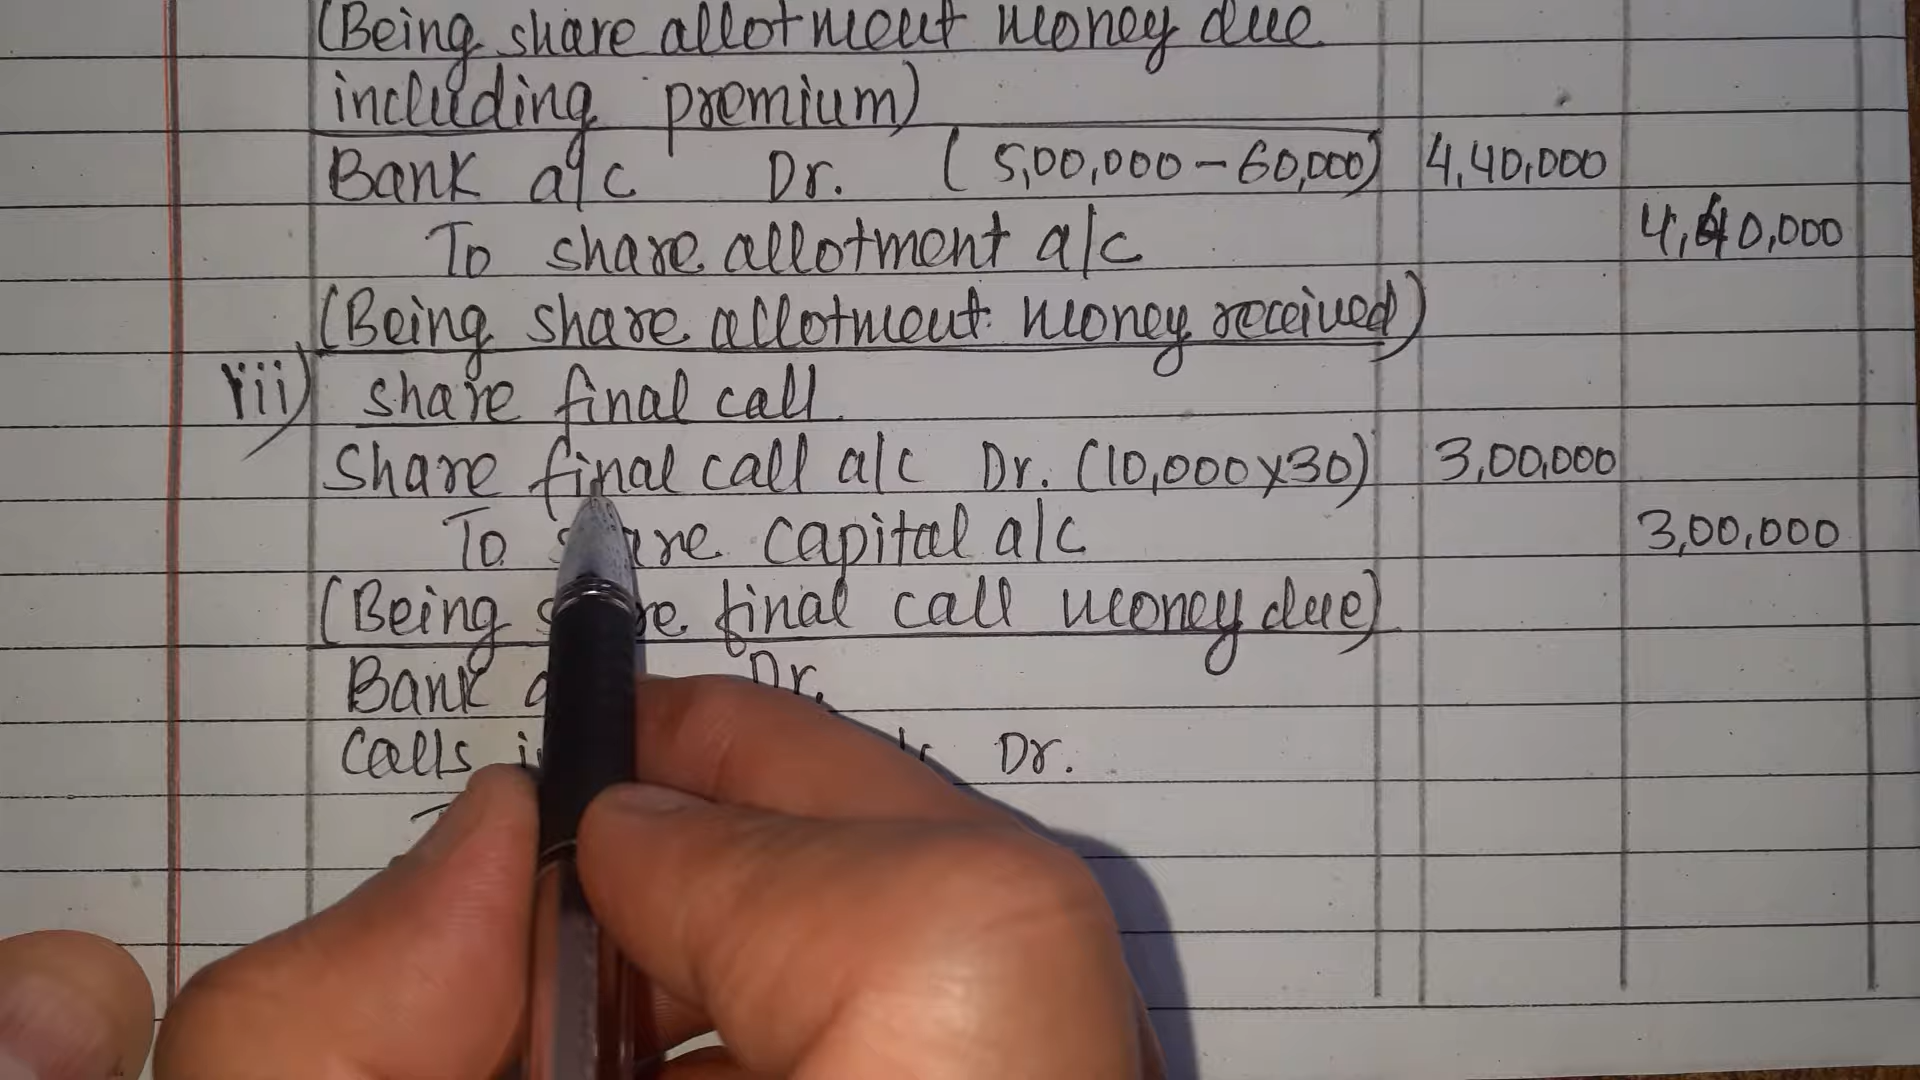 (Being share allotment money due
including premium)
Bank a/c Dr. (5,00,000-60,000) 4,40,000
To share allotment a/c 4,40,000
(Being share allotment money received)
iii) share final call
Share final call a/c Dr. (10,000x30) 3,00,000
To capital a/c 3,00,000
(Being final call money due)
Bank Dr.
Calls Dr.